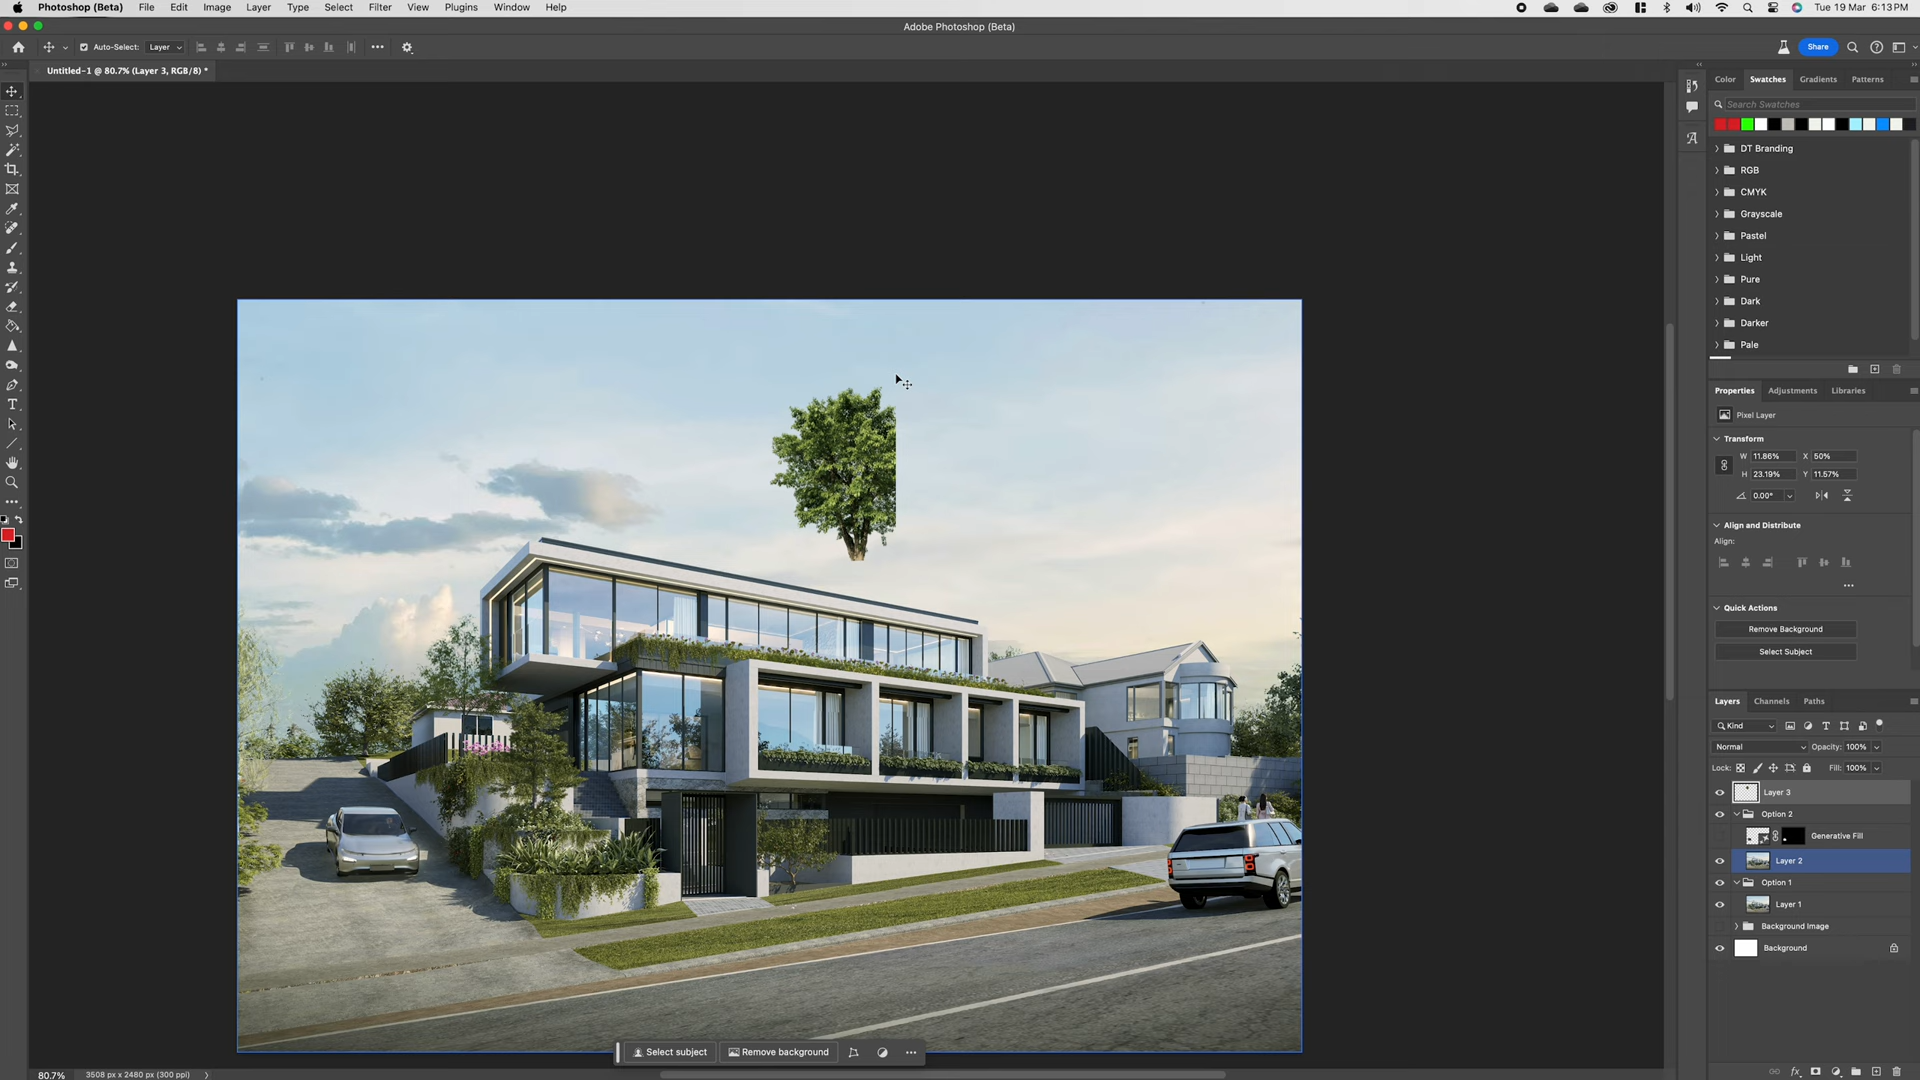 Photoshop (Beta) File Edit Image Layer Type Select Filter View Plugins Window Help Tue 19 Mar 6:13 PM
Adobe Photoshop (Beta)
Auto-Select: Layer Share
Untitled-1 @ 80.7% (Layer 3, RGB/8) *
Color Swatches Gradients Patterns
Search Swatches
DT Branding
RGB
CMYK
Grayscale
Pastel
Light
Pure
Dark
Darker
Pale
Properties Adjustments Libraries
Pixel Layer
Transform
W 11.86% X 50%
H 23.19% Y 11.57%
0.00°
Align and Distribute
Align:
Quick Actions
Remove Background
Select Subject
Layers Channels Paths
Kind
Normal Opacity: 100%
Lock: Fill: 100%
Layer 3
Option 2
Generative Fill
Layer 2
Option 1
Layer 1
Background Image
Background
Select subject Remove background
80.7% 3508 px x 2480 px (300 ppi)